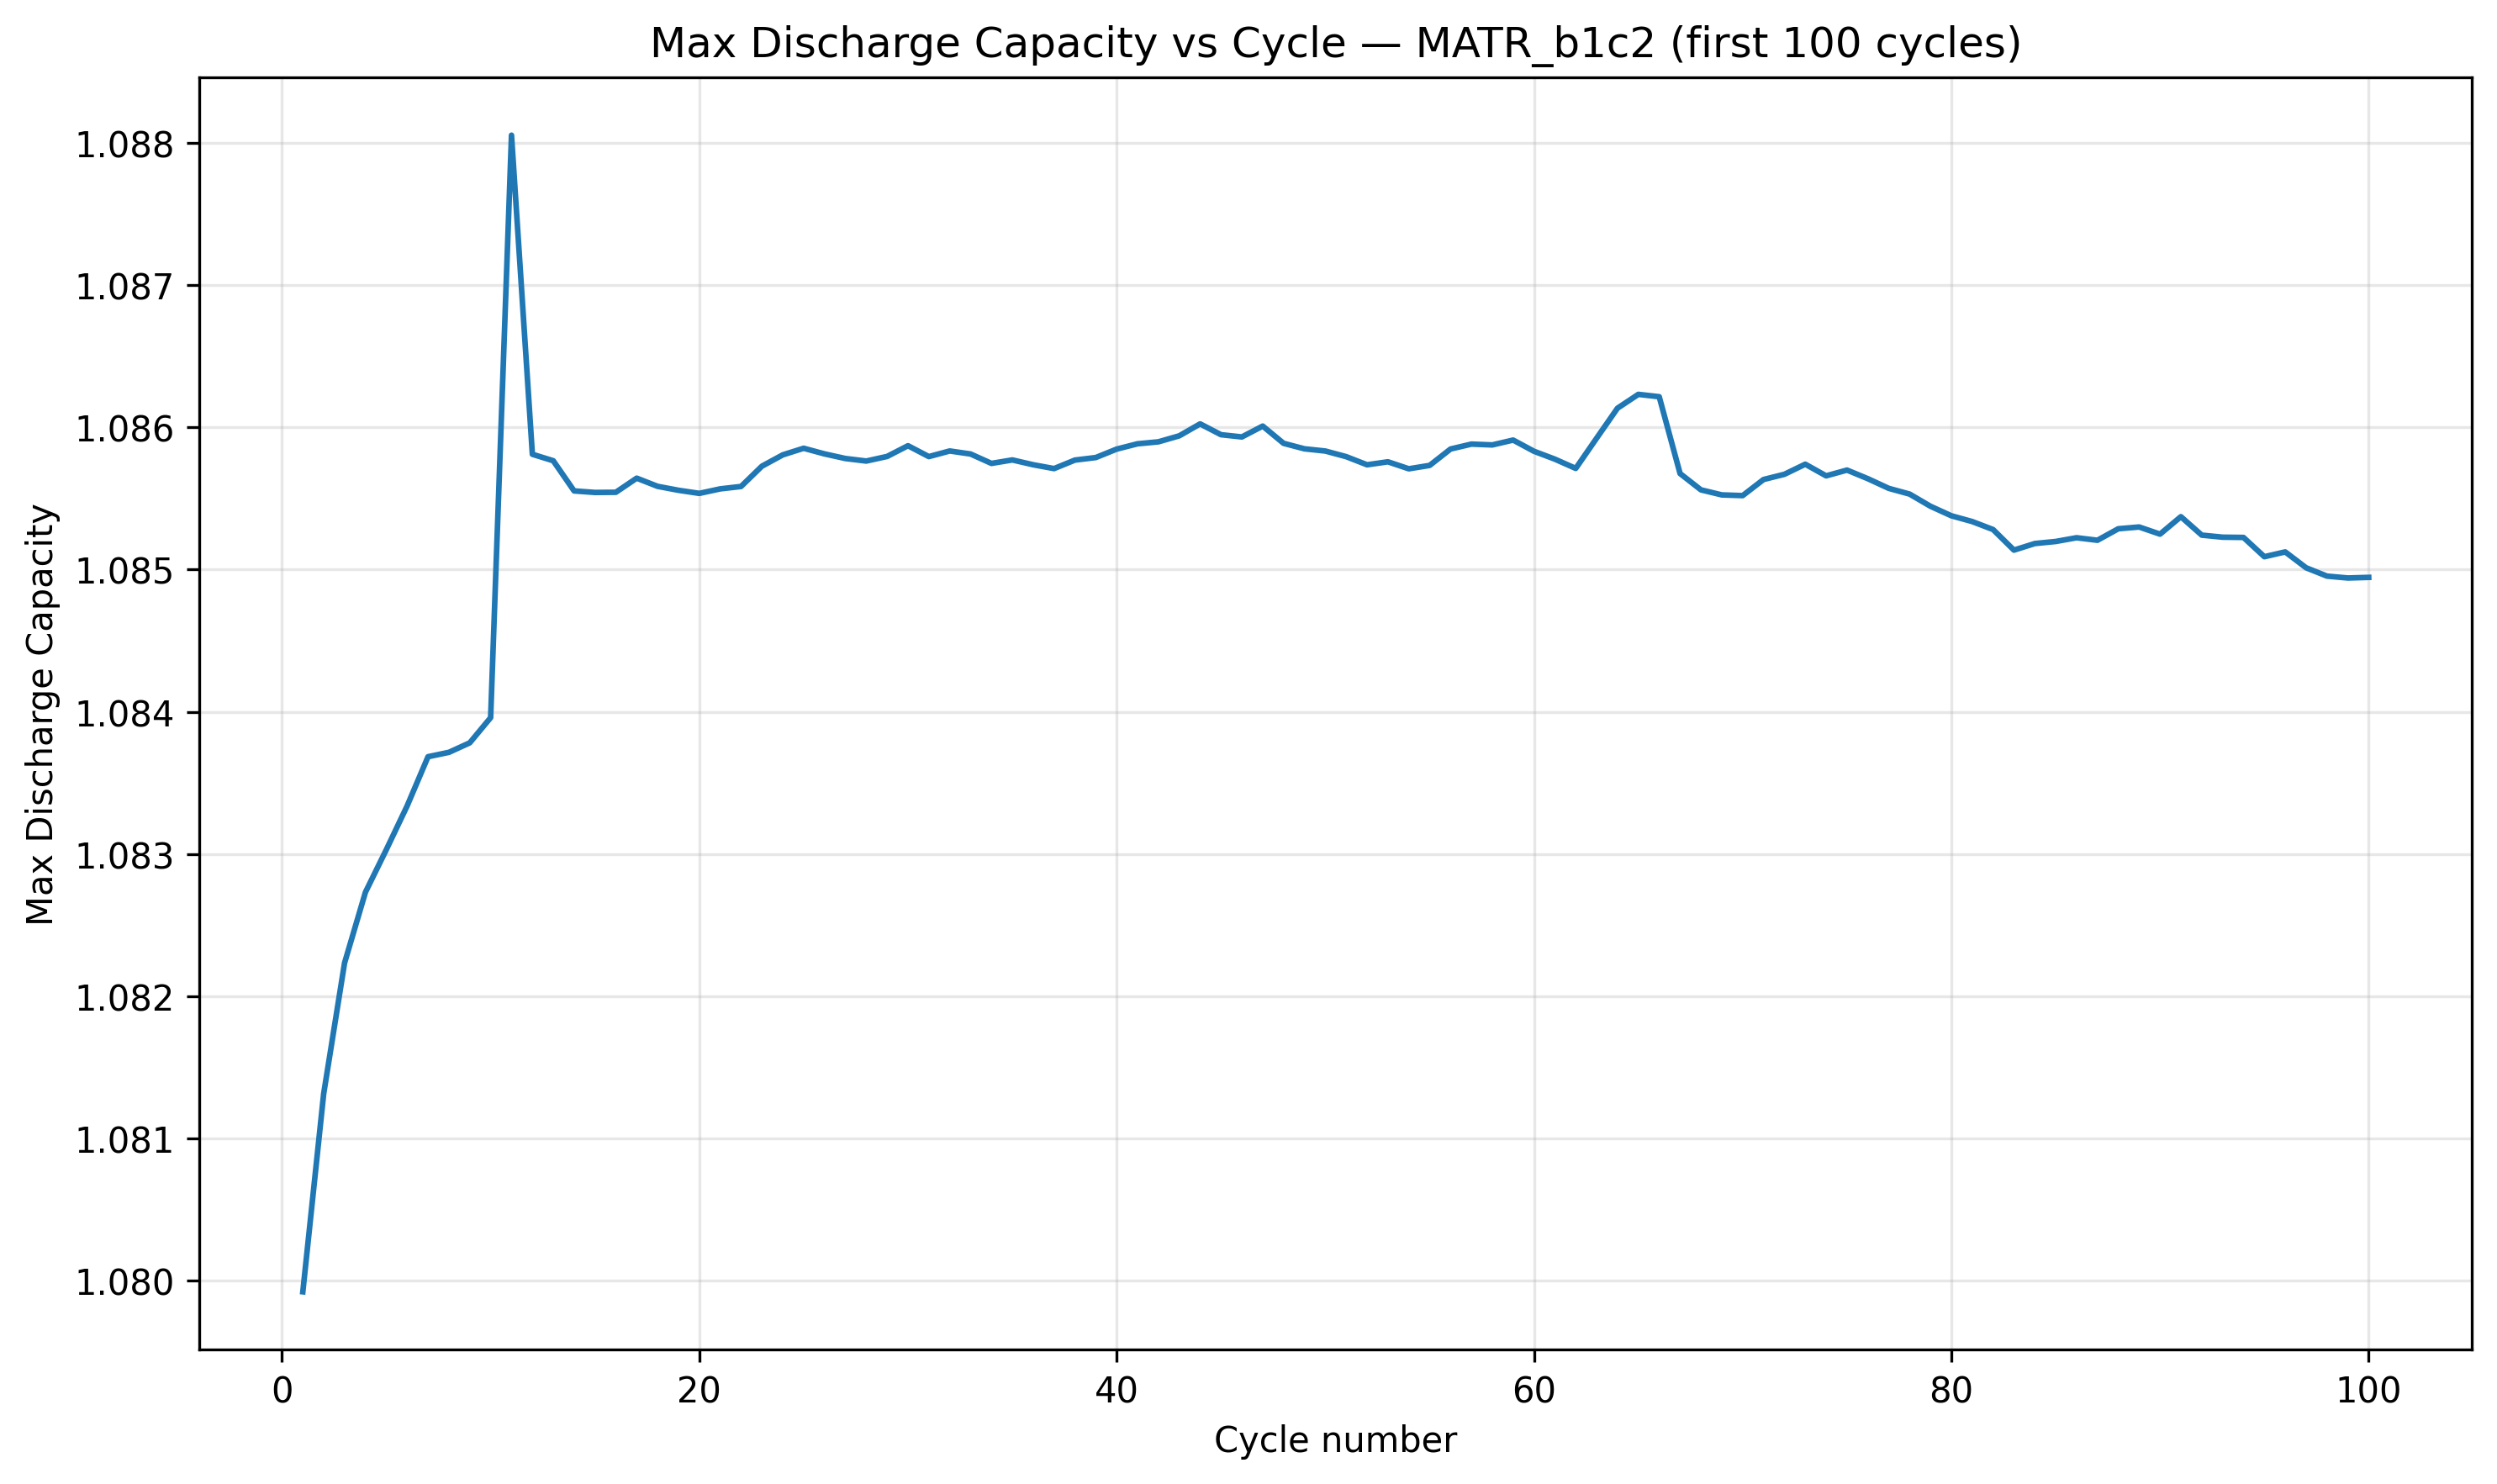 Max Discharge Capacity vs Cycle — MATR_b1c2 (first 100 cycles)
1.088
1.087
1.086
1.085
1.084
1.083
1.082
1.081
1.080
Max Discharge Capacity
0 20 40 60 80 100
Cycle number